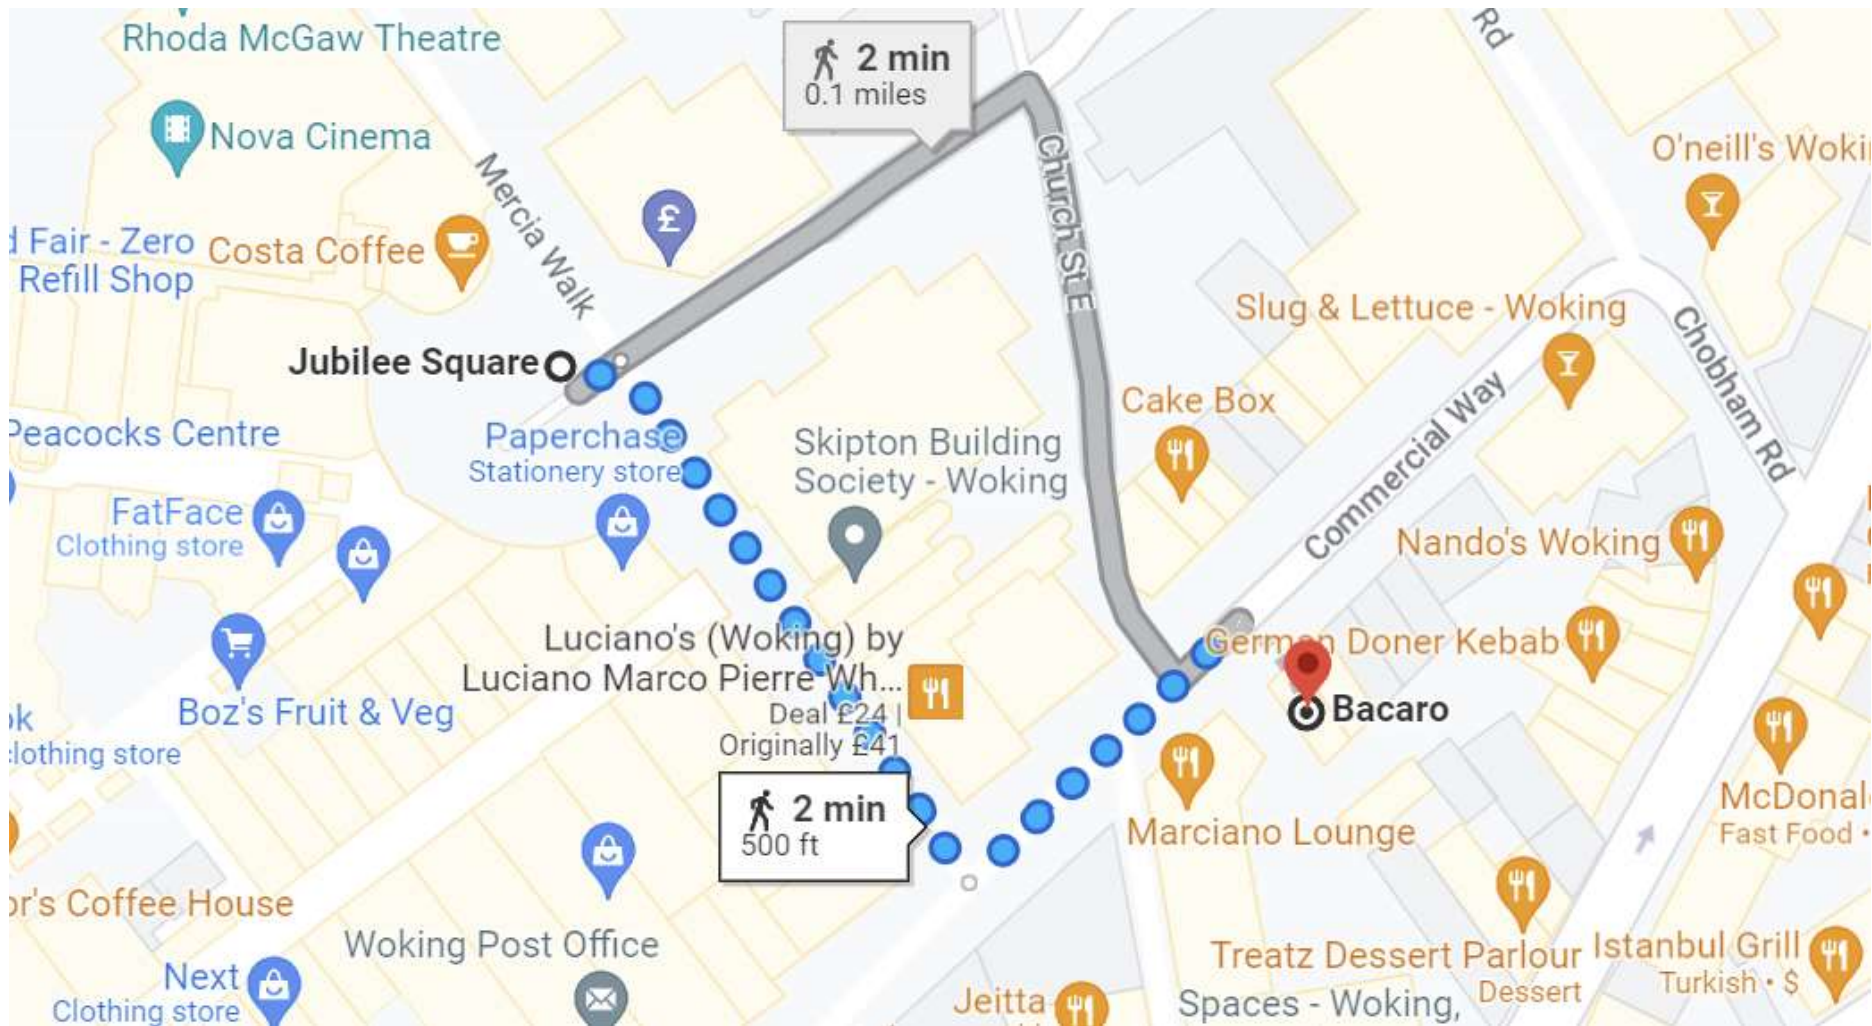 Rhoda McGaw Theatre
2 min
0.1 miles
Rd
Nova Cinema
O'neill's Woki
Mercia Walk
Church St E
d Fair - Zero
Refill Shop
Costa Coffee
Slug & Lettuce - Woking
Chobham Rd
Jubilee Square
Cake Box
Commercial Way
Peacocks Centre
Paperchase
Stationery store
Skipton Building
Society - Woking
FatFace
Clothing store
Nando's Woking
Luciano's (Woking) by
Luciano Marco Pierre Wh...
Deal £24 |
Originally £41
German Doner Kebab
Bacaro
Boz's Fruit & Veg
ok
clothing store
2 min
500 ft
Marciano Lounge
McDonal
Fast Food •
or's Coffee House
Woking Post Office
Treatz Dessert Parlour
Dessert
Istanbul Grill
Turkish • $
Next
Clothing store
Jeitta
Spaces - Woking,